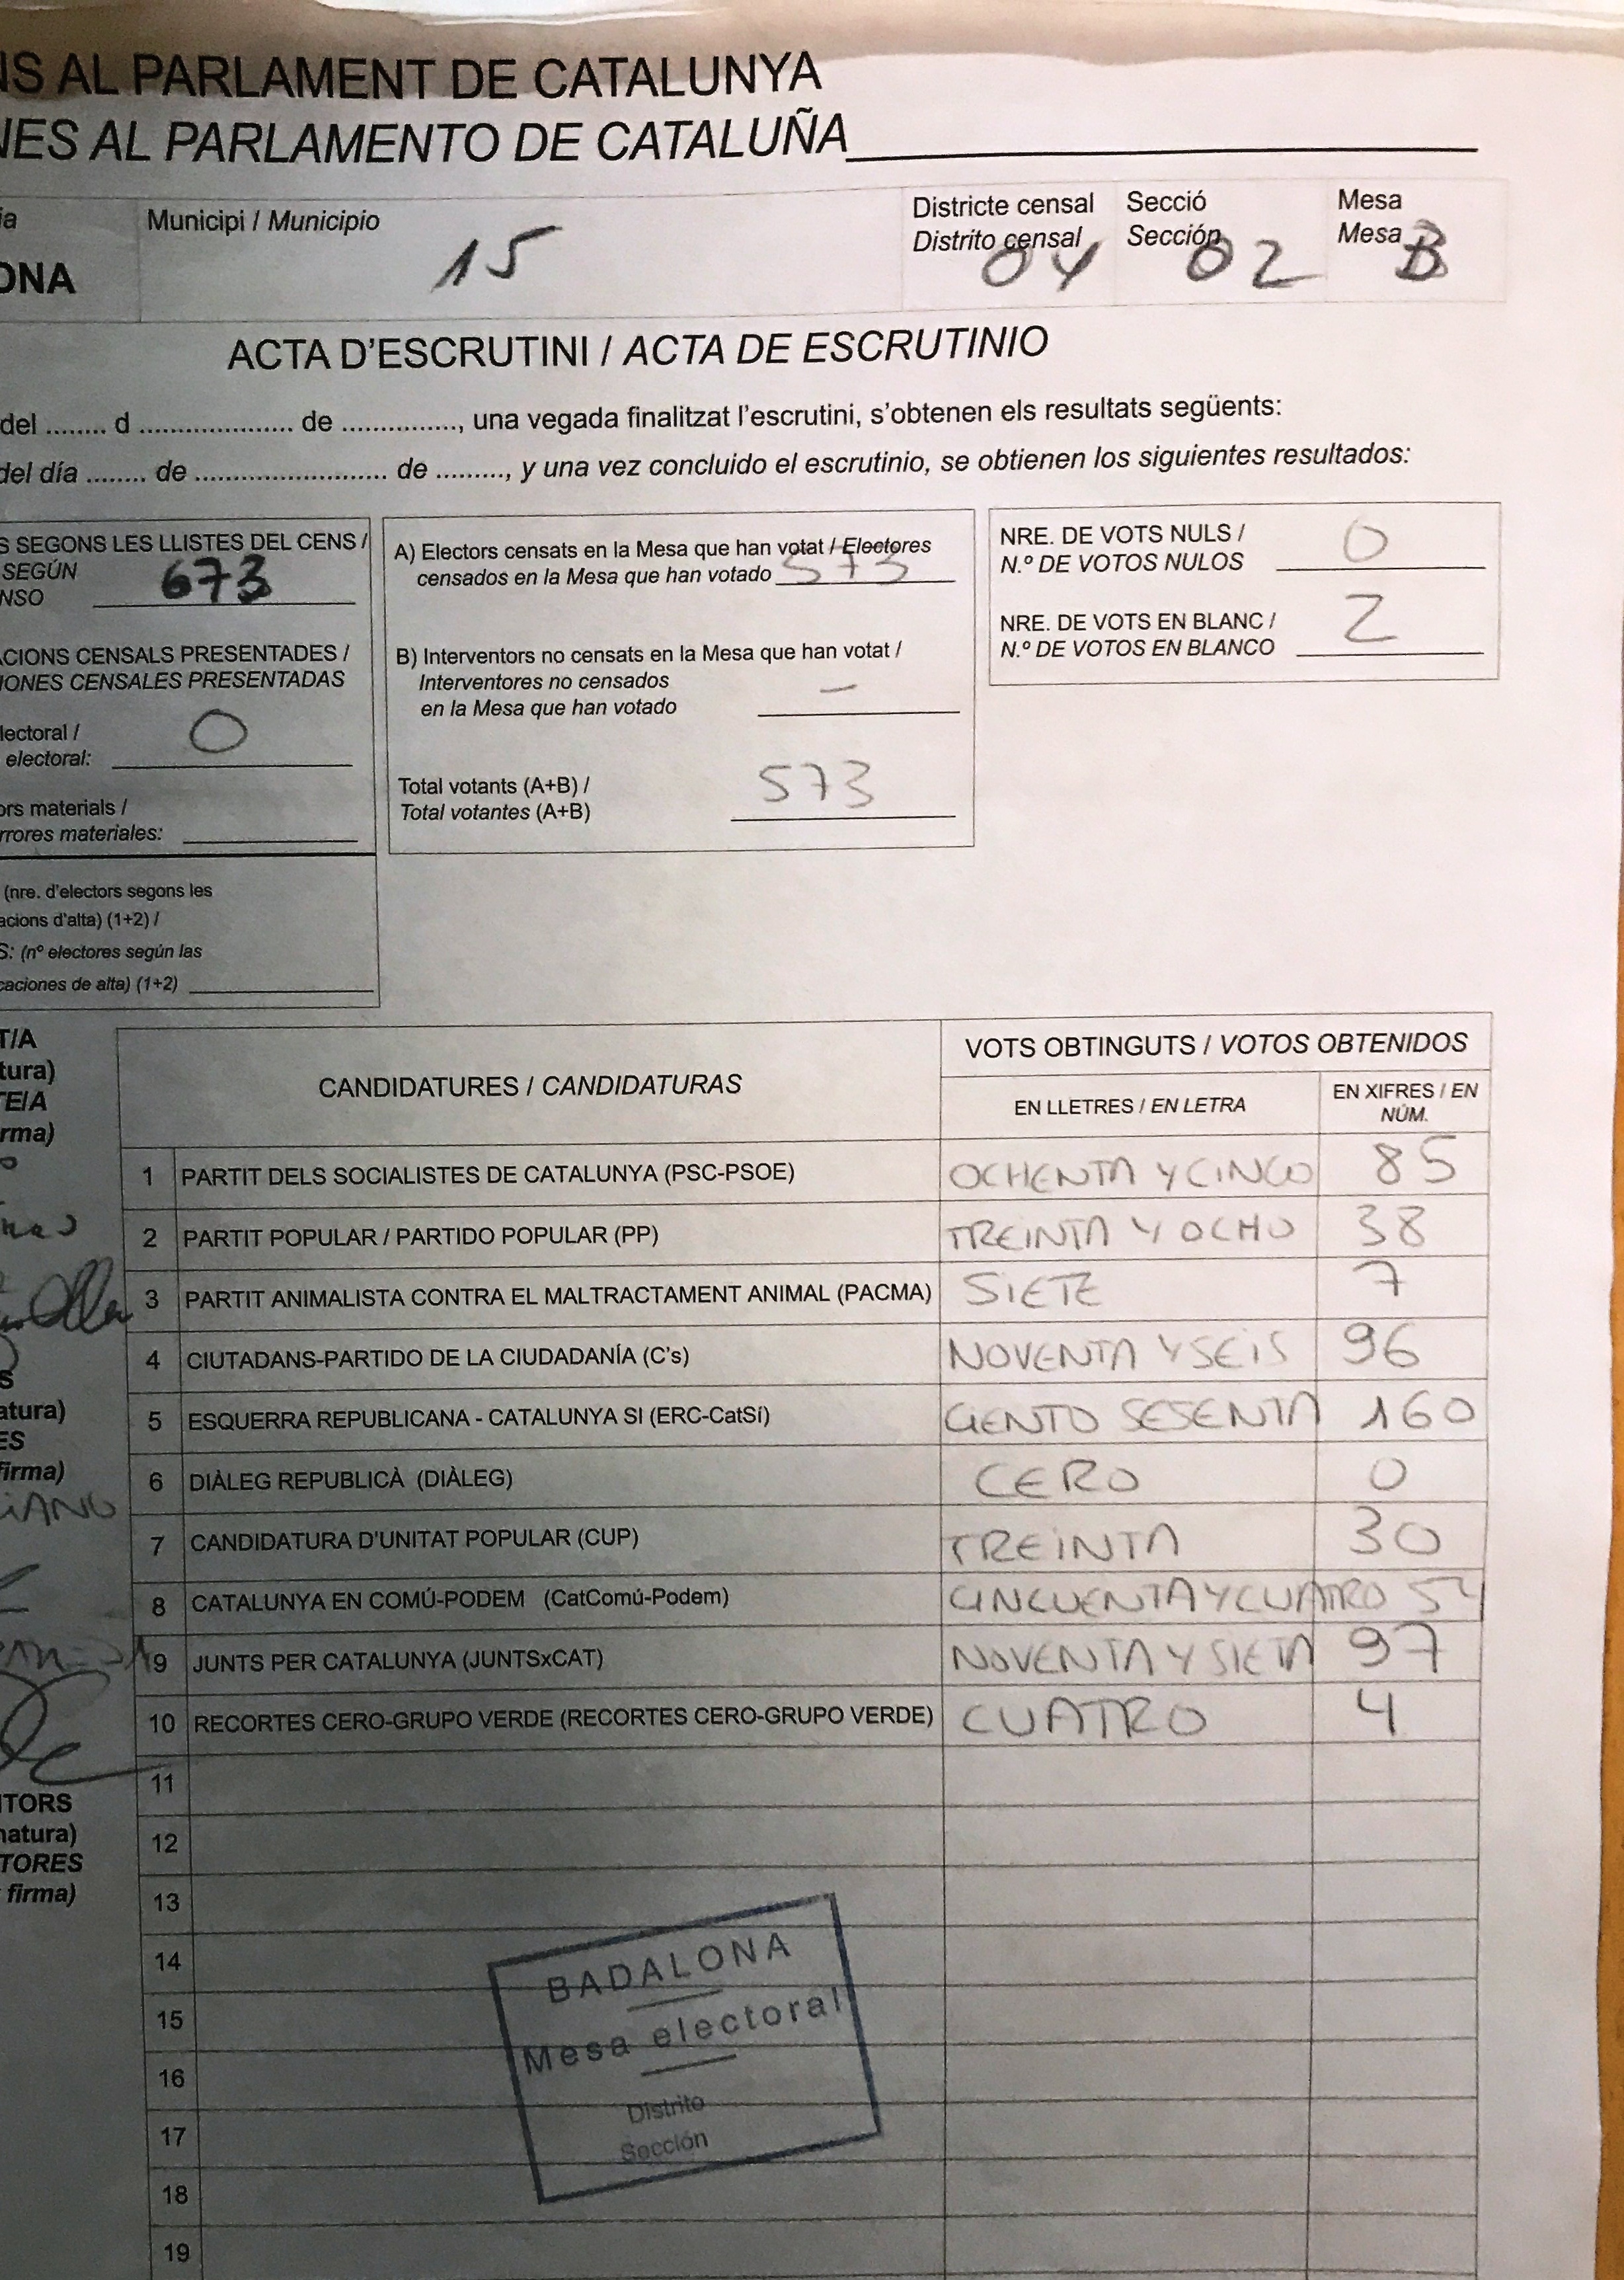 NS AL PARLAMENT DE CATALUNYA
NES AL PARLAMENTO DE CATALUÑA
ia
Municipi / Municipio
Districte censal
Distrito censal
Secció
Sección
Mesa
Mesa
ONA
15
04
02
B
ACTA D'ESCRUTINI / ACTA DE ESCRUTINIO
del ........ d .................... de ............., una vegada finalitzat l'escrutini, s'obtenen els resultats següents:
del día ........ de .................... de ........., y una vez concluido el escrutinio, se obtienen los siguientes resultados:
S SEGONS LES LLISTES DEL CENS /
SEGÚN
NSO
673
CIONS CENSALS PRESENTADES /
IONES CENSALES PRESENTADAS
lectoral /
electoral:
0
ors materials /
rrores materiales:
(nre. d'electors segons les
acions d'alta) (1+2) /
S: (nº electores según las
caciones de alta) (1+2)
A) Electors censats en la Mesa que han votat / Electores
censados en la Mesa que han votado
573
B) Interventors no censats en la Mesa que han votat /
Interventores no censados
en la Mesa que han votado
—
Total votants (A+B) /
Total votantes (A+B)
573
NRE. DE VOTS NULS /
N.º DE VOTOS NULOS
0
NRE. DE VOTS EN BLANC /
N.º DE VOTOS EN BLANCO
2
CANDIDATURES / CANDIDATURAS
VOTS OBTINGUTS / VOTOS OBTENIDOS
EN LLETRES / EN LETRA
EN XIFRES / EN
NÚM.
1 PARTIT DELS SOCIALISTES DE CATALUNYA (PSC-PSOE) OCHENTA Y CINCO 85
2 PARTIT POPULAR / PARTIDO POPULAR (PP) TREINTA Y OCHO 38
3 PARTIT ANIMALISTA CONTRA EL MALTRACTAMENT ANIMAL (PACMA) SIETE 7
4 CIUTADANS-PARTIDO DE LA CIUDADANÍA (C's) NOVENTA Y SEIS 96
5 ESQUERRA REPUBLICANA - CATALUNYA SI (ERC-CatSí) CIENTO SESENTA 160
6 DIÀLEG REPUBLICÀ (DIÀLEG) CERO 0
7 CANDIDATURA D'UNITAT POPULAR (CUP) TREINTA 30
8 CATALUNYA EN COMÚ-PODEM (CatComú-Podem) CINCUENTA Y CUATRO 54
9 JUNTS PER CATALUNYA (JUNTSxCAT) NOVENTA Y SIETE 97
10 RECORTES CERO-GRUPO VERDE (RECORTES CERO-GRUPO VERDE) CUATRO 4
11
12
13
14
15
16
17
18
19
BADALONA
Mesa electoral
Distrito
Sección
T/A
tura)
TEIA
rma)
atura)
ES
firma)
IANO
ITORS
natura)
TORES
firma)